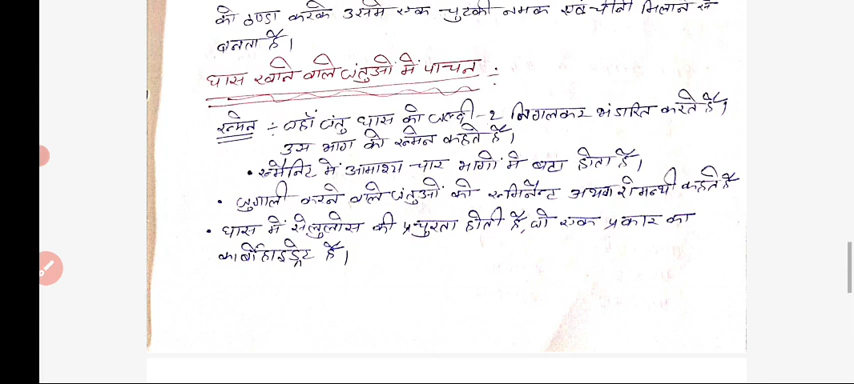 को ठण्डा करके उसमें एक चुटकी नमक एवं चीनी मिलाने से
बनता है।
घास खाने वाले जंतुओं में पाचन :-
रूमेन :- जहाँ जंतु घास को जल्दी-2 निगलकर भंडारित करते है।
उस भाग को रूमेन कहते है।
• रूमिनेंट में आमाशय चार भागों में बटा होता है।
• जुगाली करने वाले जंतुओं को रूमिनैन्ट अथवा रोमन्थी कहते है
• घास में सेलुलोस की प्रचुरता होती है, जो एक प्रकार का
कार्बोहाइड्रेट है।